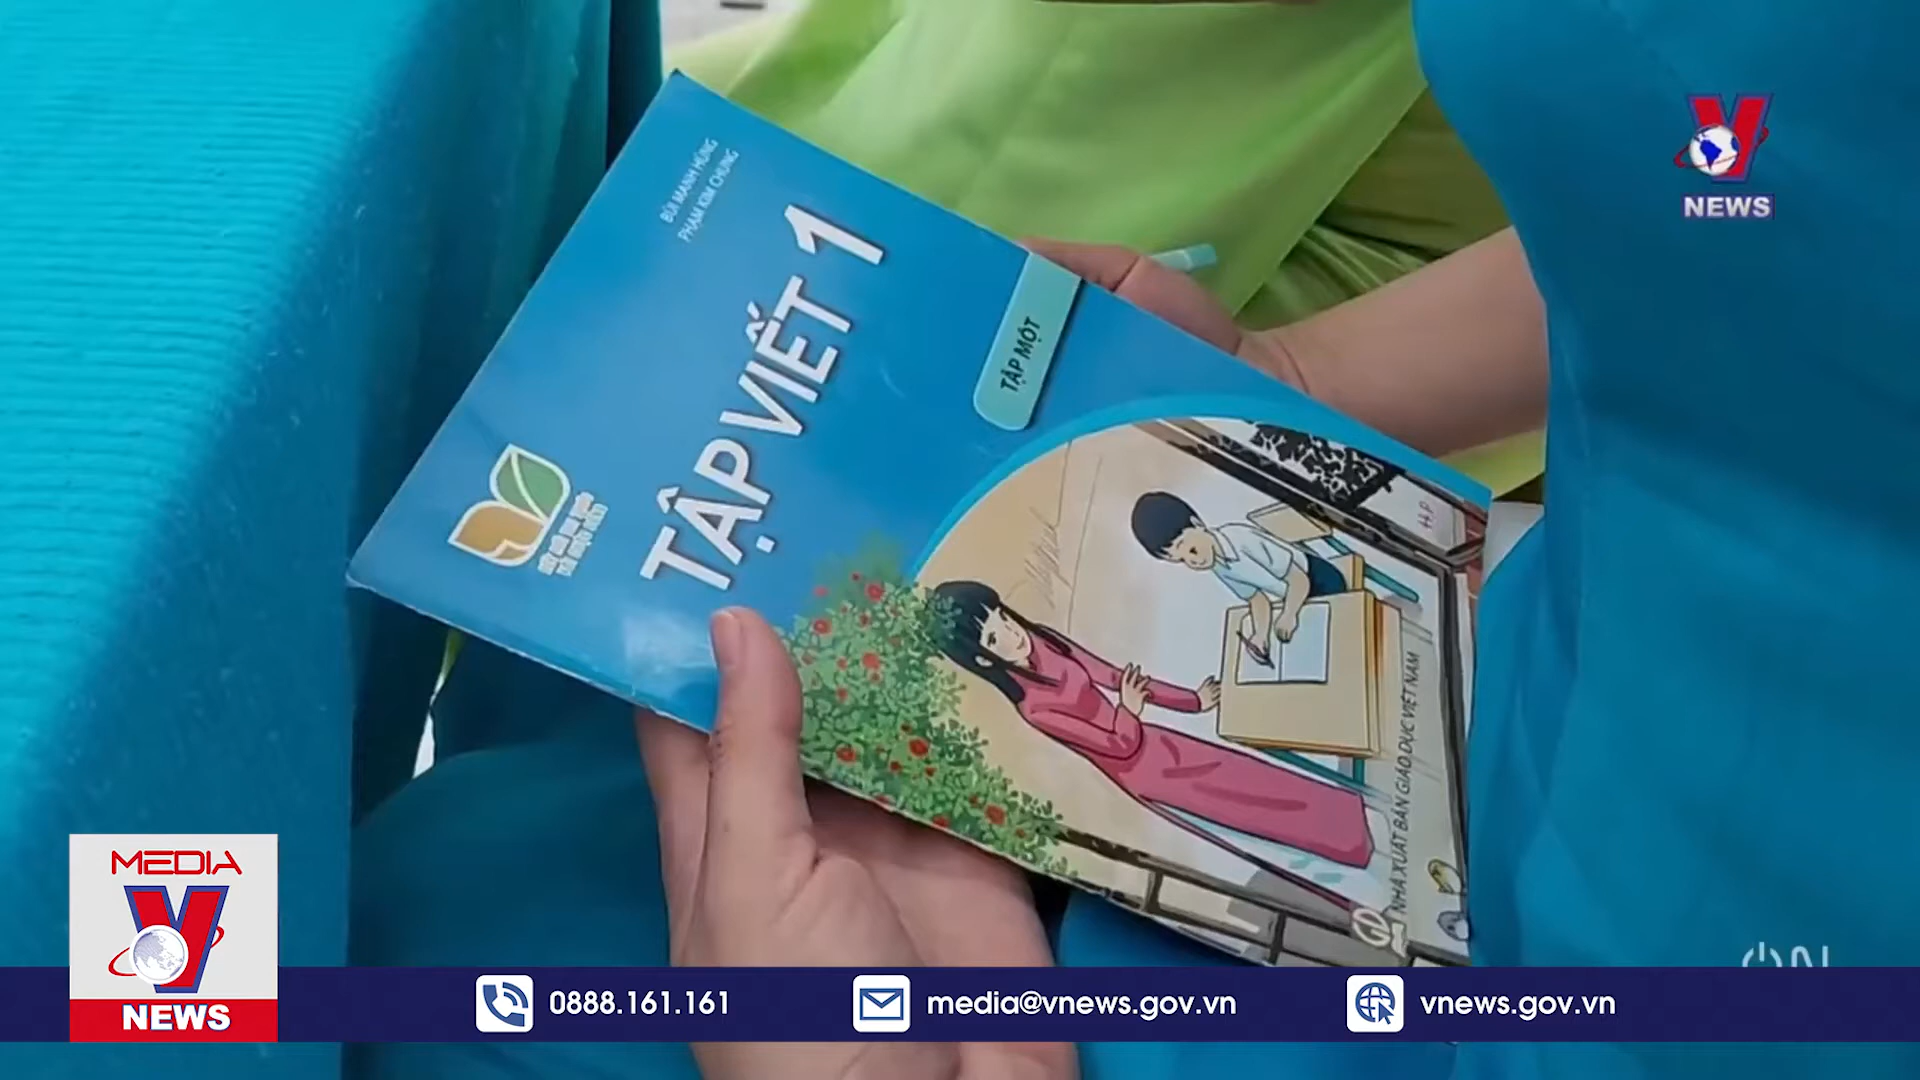 NEWS
BÙI MẠNH HÙNG
PHẠM KIM CHUNG
TẬP VIẾT 1
TẬP MỘT
H.P
NHÀ XUẤT BẢN GIÁO DỤC VIỆT NAM
MEDIA
NEWS
0888.161.161
media@vnews.gov.vn
vnews.gov.vn